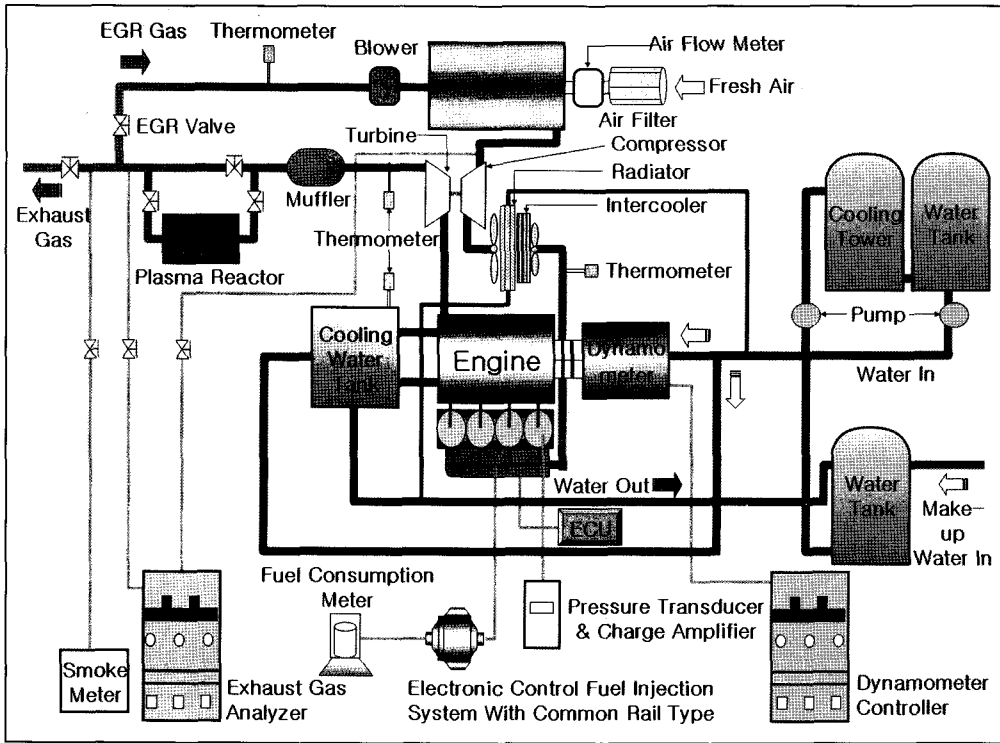 EGR Gas
Thermometer
Blower
Air Flow Meter
Fresh Air
Air Filter
EGR Valve
Turbine
Compressor
Radiator
Intercooler
Muffler
Exhaust
Gas
Plasma Reactor
Thermometer
Thermometer
Cooling
Tower
Water
Tank
Pump
Cooling
Water
Tank
Engine
Dynamo
meter
Water In
Water Out
Water
Tank
Make-
up
Water In
ECU
Fuel Consumption
Meter
Pressure Transducer
& Charge Amplifier
Smoke
Meter
Exhaust Gas
Analyzer
Electronic Control Fuel Injection
System With Common Rail Type
Dynamometer
Controller